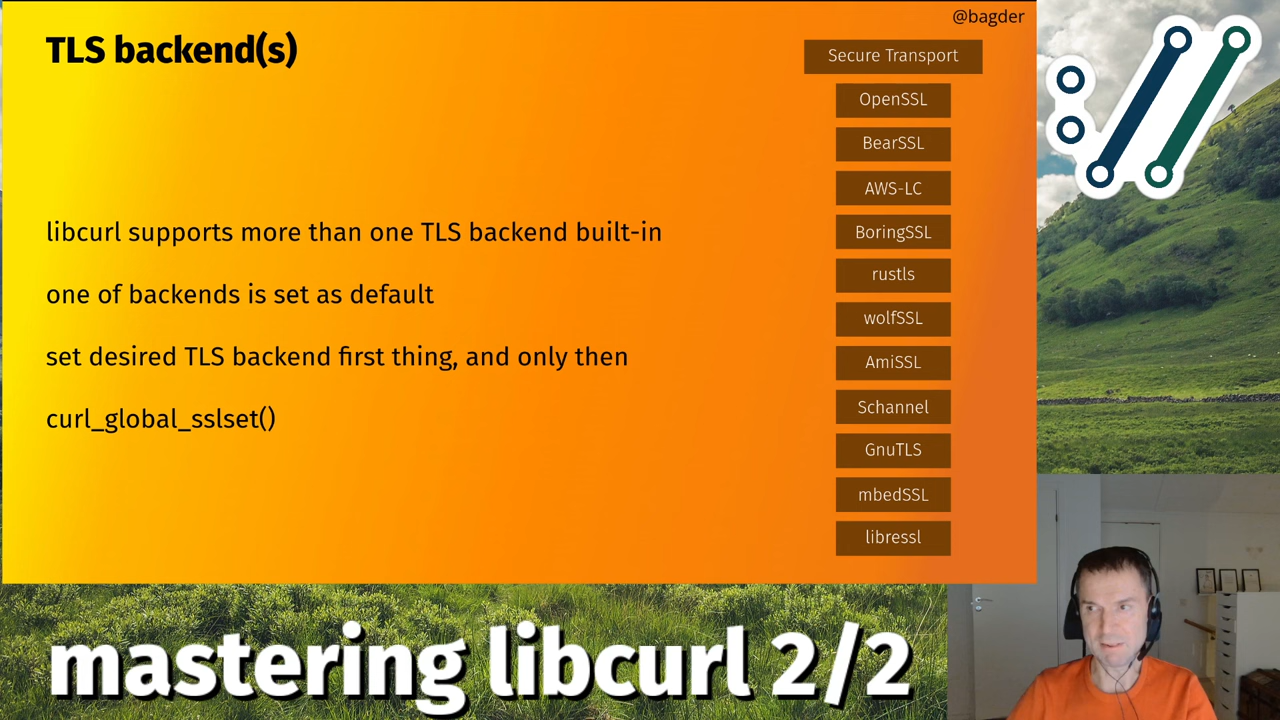 @bagder
TLS backend(s)
libcurl supports more than one TLS backend built-in
one of backends is set as default
set desired TLS backend first thing, and only then
curl_global_sslset()
Secure Transport
OpenSSL
BearSSL
AWS-LC
BoringSSL
rustls
wolfSSL
AmiSSL
Schannel
GnuTLS
mbedSSL
libressl
mastering libcurl 2/2